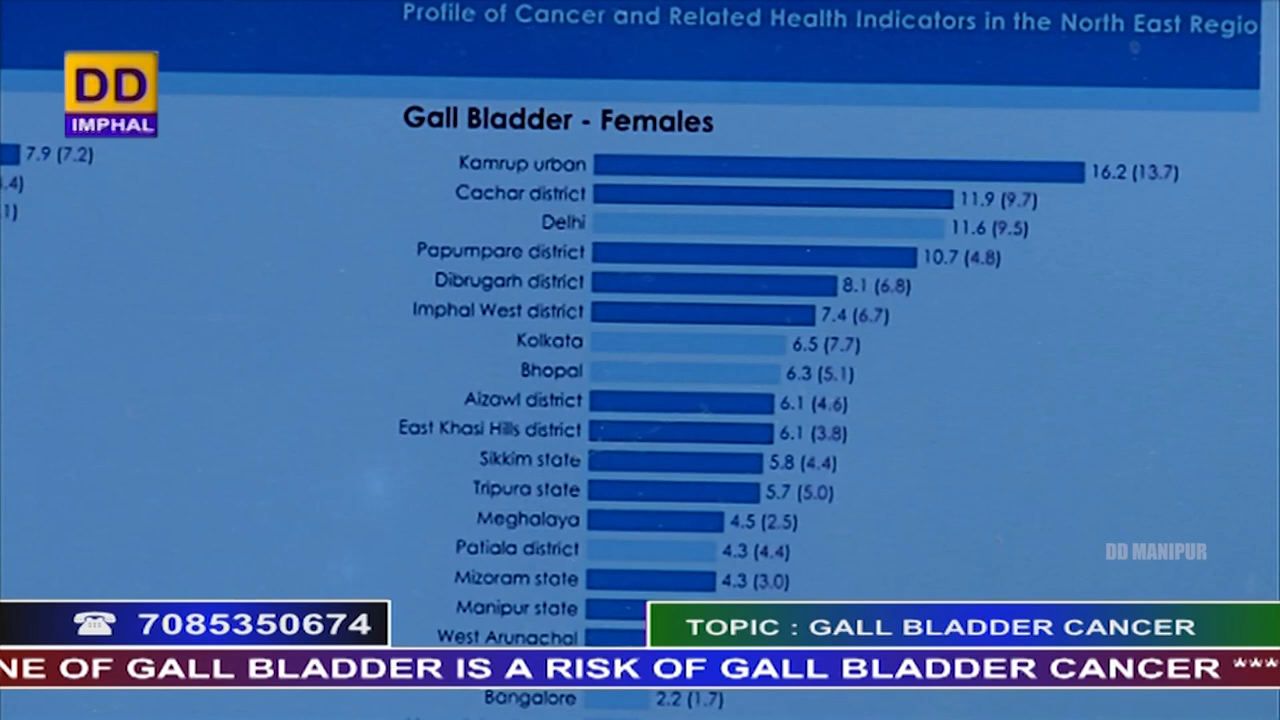 Profile of Cancer and Related Health Indicators in the North East Regio
DD
IMPHAL
Gall Bladder - Females
7.9 (7.2)
.4)
.1)
Kamrup urban 16.2 (13.7)
Cachar district 11.9 (9.7)
Delhi 11.6 (9.5)
Papumpare district 10.7 (4.8)
Dibrugarh district 8.1 (6.8)
Imphal West district 7.4 (6.7)
Kolkata 6.5 (7.7)
Bhopal 6.3 (5.1)
Aizawl district 6.1 (4.6)
East Khasi Hills district 6.1 (3.8)
Sikkim state 5.8 (4.4)
Tripura state 5.7 (5.0)
Meghalaya 4.5 (2.5)
Patiala district 4.3 (4.4)
Mizoram state 4.3 (3.0)
Manipur state
West Arunachal
DD MANIPUR
7085350674
TOPIC : GALL BLADDER CANCER
NE OF GALL BLADDER IS A RISK OF GALL BLADDER CANCER ***
Bangalore 2.2 (1.7)